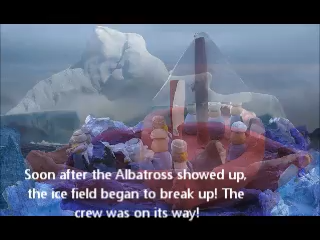 Soon after the Albatross showed up,
the ice field began to break up! The
crew was on its way!